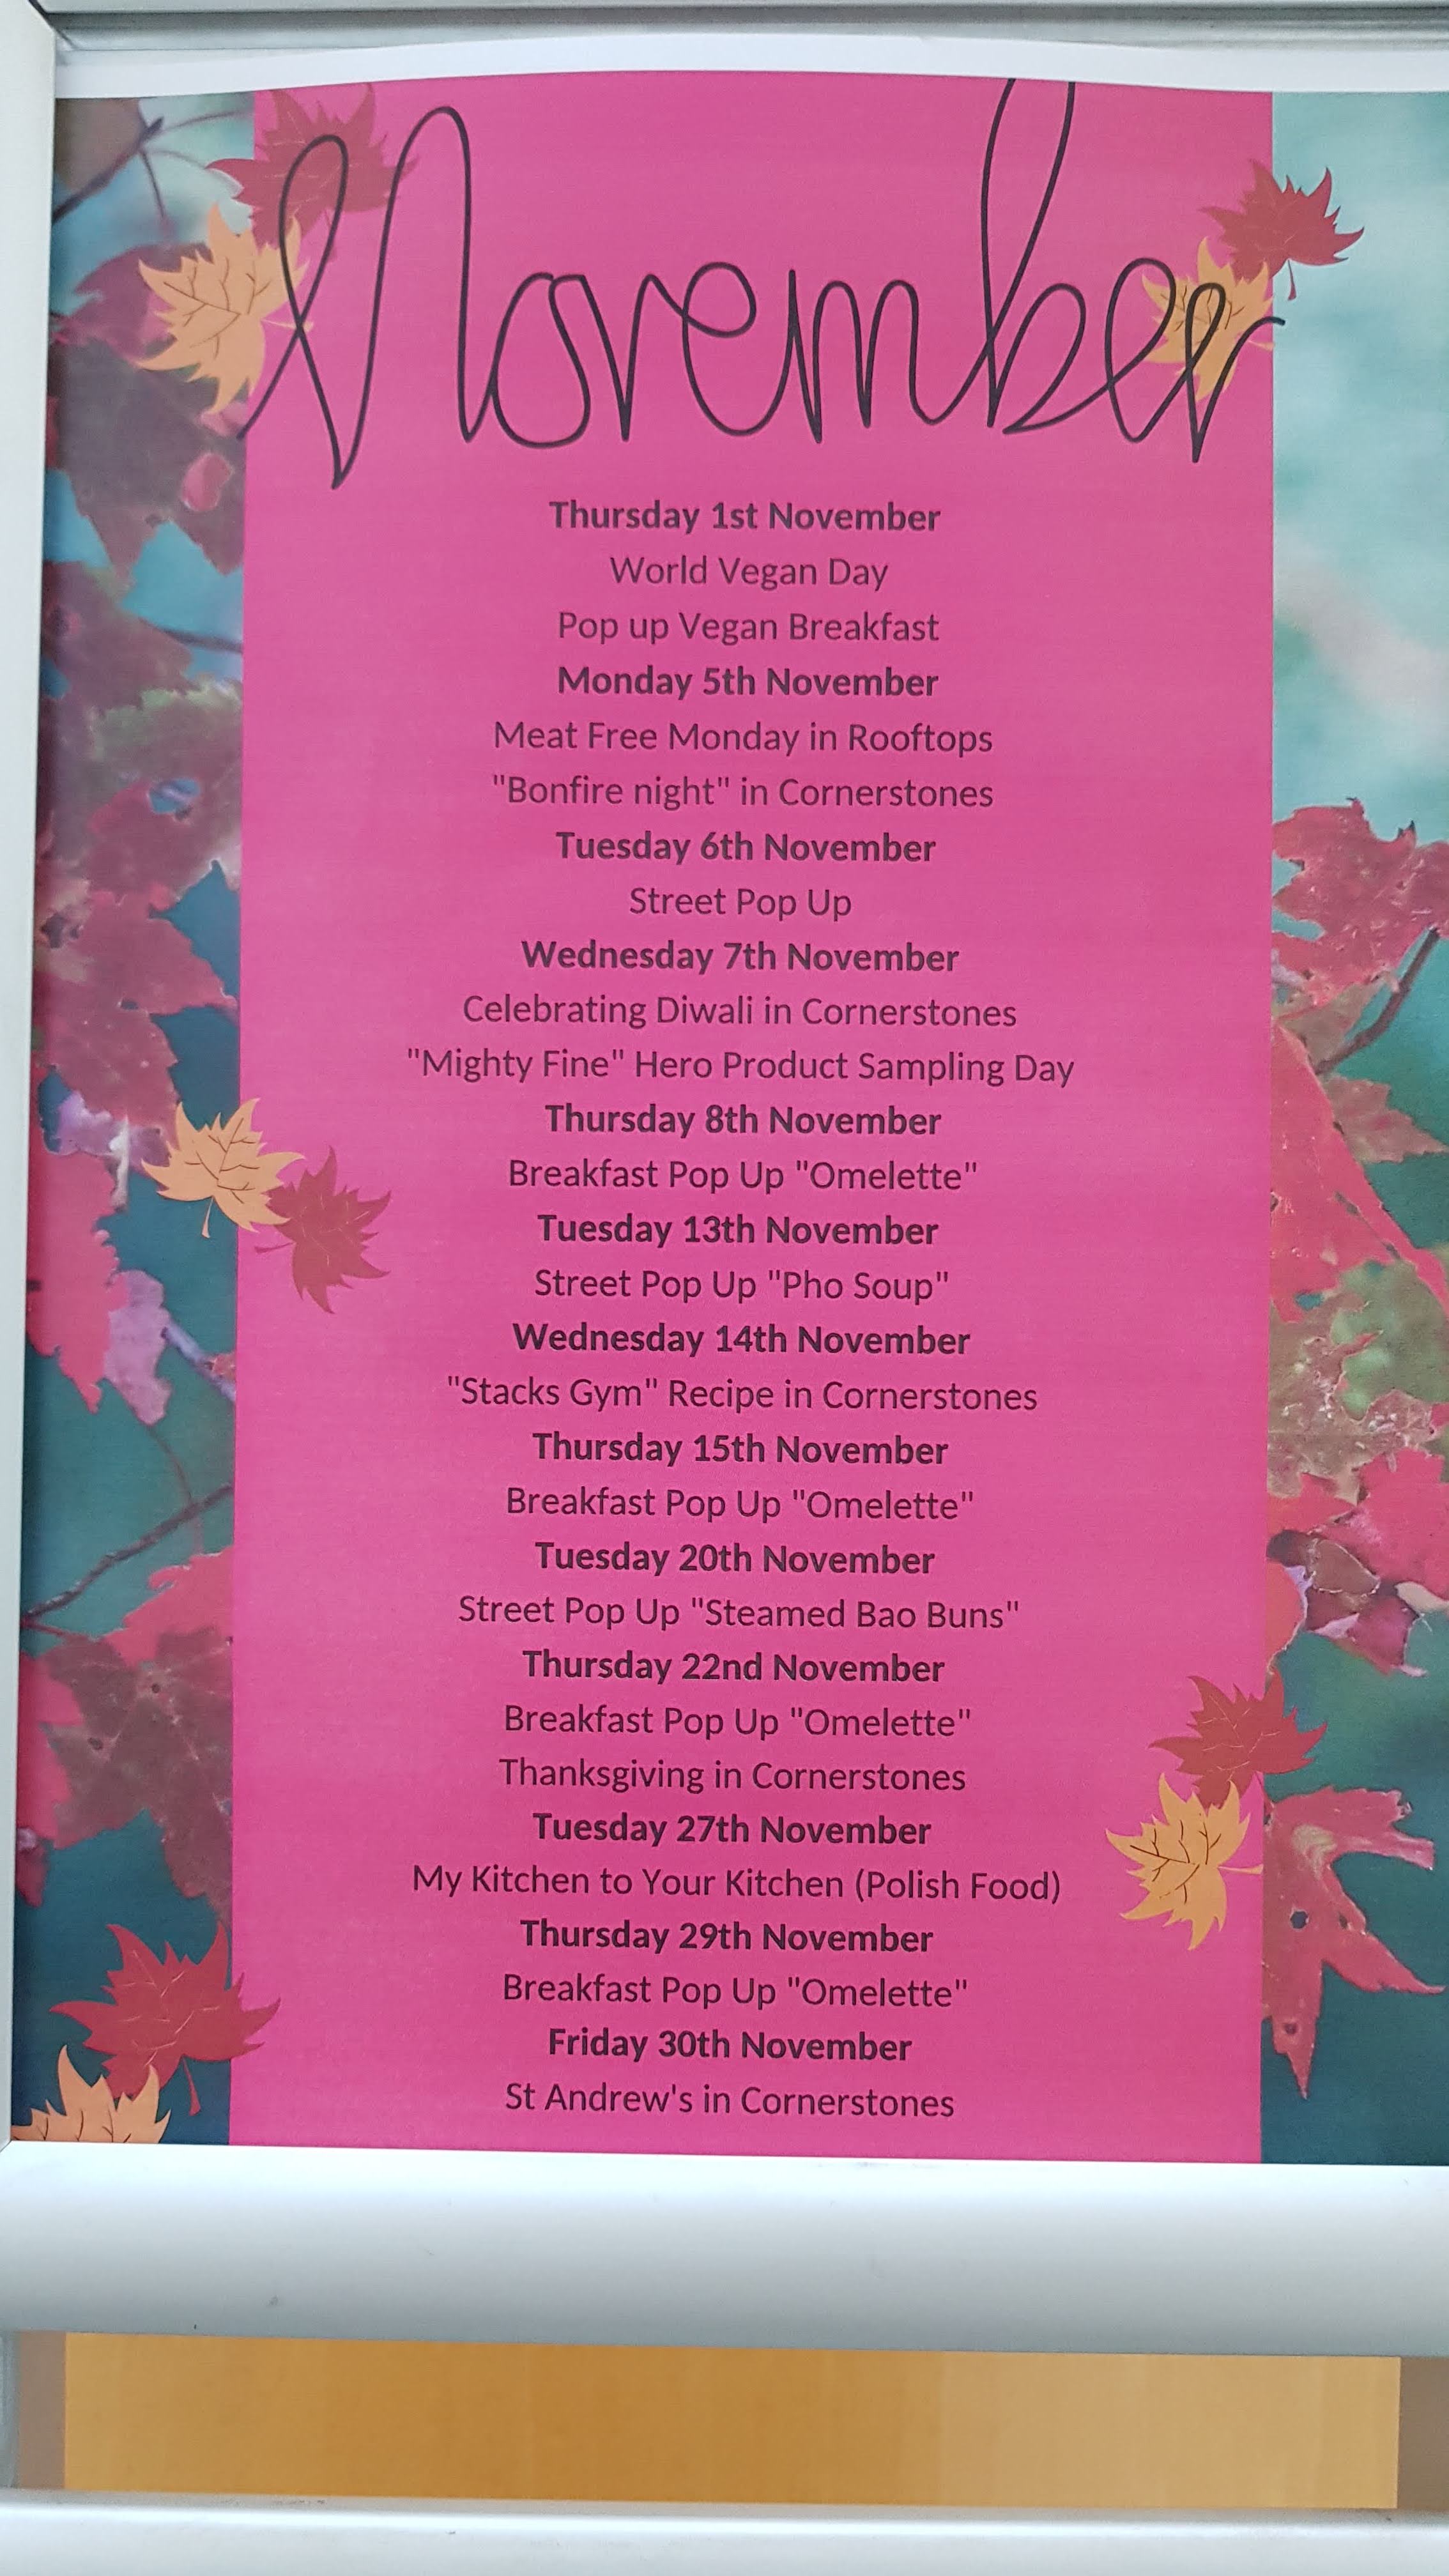 November
Thursday 1st November
World Vegan Day
Pop up Vegan Breakfast
Monday 5th November
Meat Free Monday in Rooftops
"Bonfire night" in Cornerstones
Tuesday 6th November
Street Pop Up
Wednesday 7th November
Celebrating Diwali in Cornerstones
"Mighty Fine" Hero Product Sampling Day
Thursday 8th November
Breakfast Pop Up "Omelette"
Tuesday 13th November
Street Pop Up "Pho Soup"
Wednesday 14th November
"Stacks Gym" Recipe in Cornerstones
Thursday 15th November
Breakfast Pop Up "Omelette"
Tuesday 20th November
Street Pop Up "Steamed Bao Buns"
Thursday 22nd November
Breakfast Pop Up "Omelette"
Thanksgiving in Cornerstones
Tuesday 27th November
My Kitchen to Your Kitchen (Polish Food)
Thursday 29th November
Breakfast Pop Up "Omelette"
Friday 30th November
St Andrew's in Cornerstones